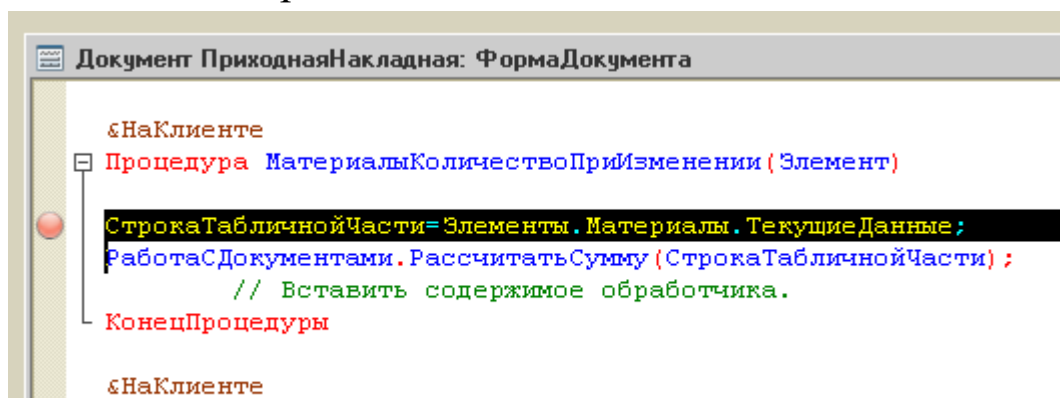 Документ ПриходнаяНакладная: ФормаДокумента
&НаКлиенте
Процедура МатериалыКоличествоПриИзменении(Элемент)
СтрокаТабличнойЧасти=Элементы.Материалы.ТекущиеДанные;
РаботаСДокументами.РассчитатьСумму(СтрокаТабличнойЧасти);
// Вставить содержимое обработчика.
КонецПроцедуры
&НаКлиенте